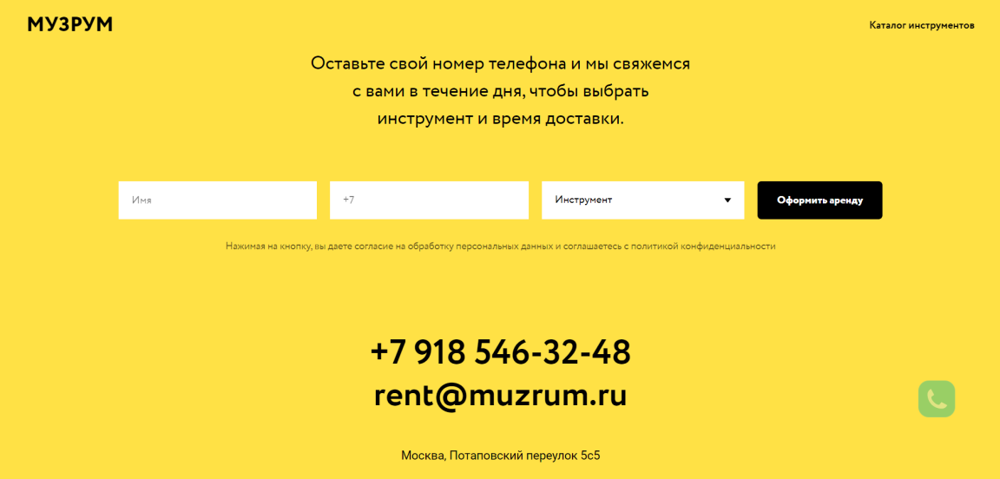 МУЗРУМ
Каталог инструментов
Оставьте свой номер телефона и мы свяжемся
с вами в течение дня, чтобы выбрать
инструмент и время доставки.
Имя
+7
Инструмент
Оформить аренду
Нажимая на кнопку, вы даете согласие на обработку персональных данных и соглашаетесь с политикой конфиденциальности
+7 918 546-32-48
rent@muzrum.ru
Москва, Потаповский переулок 5с5